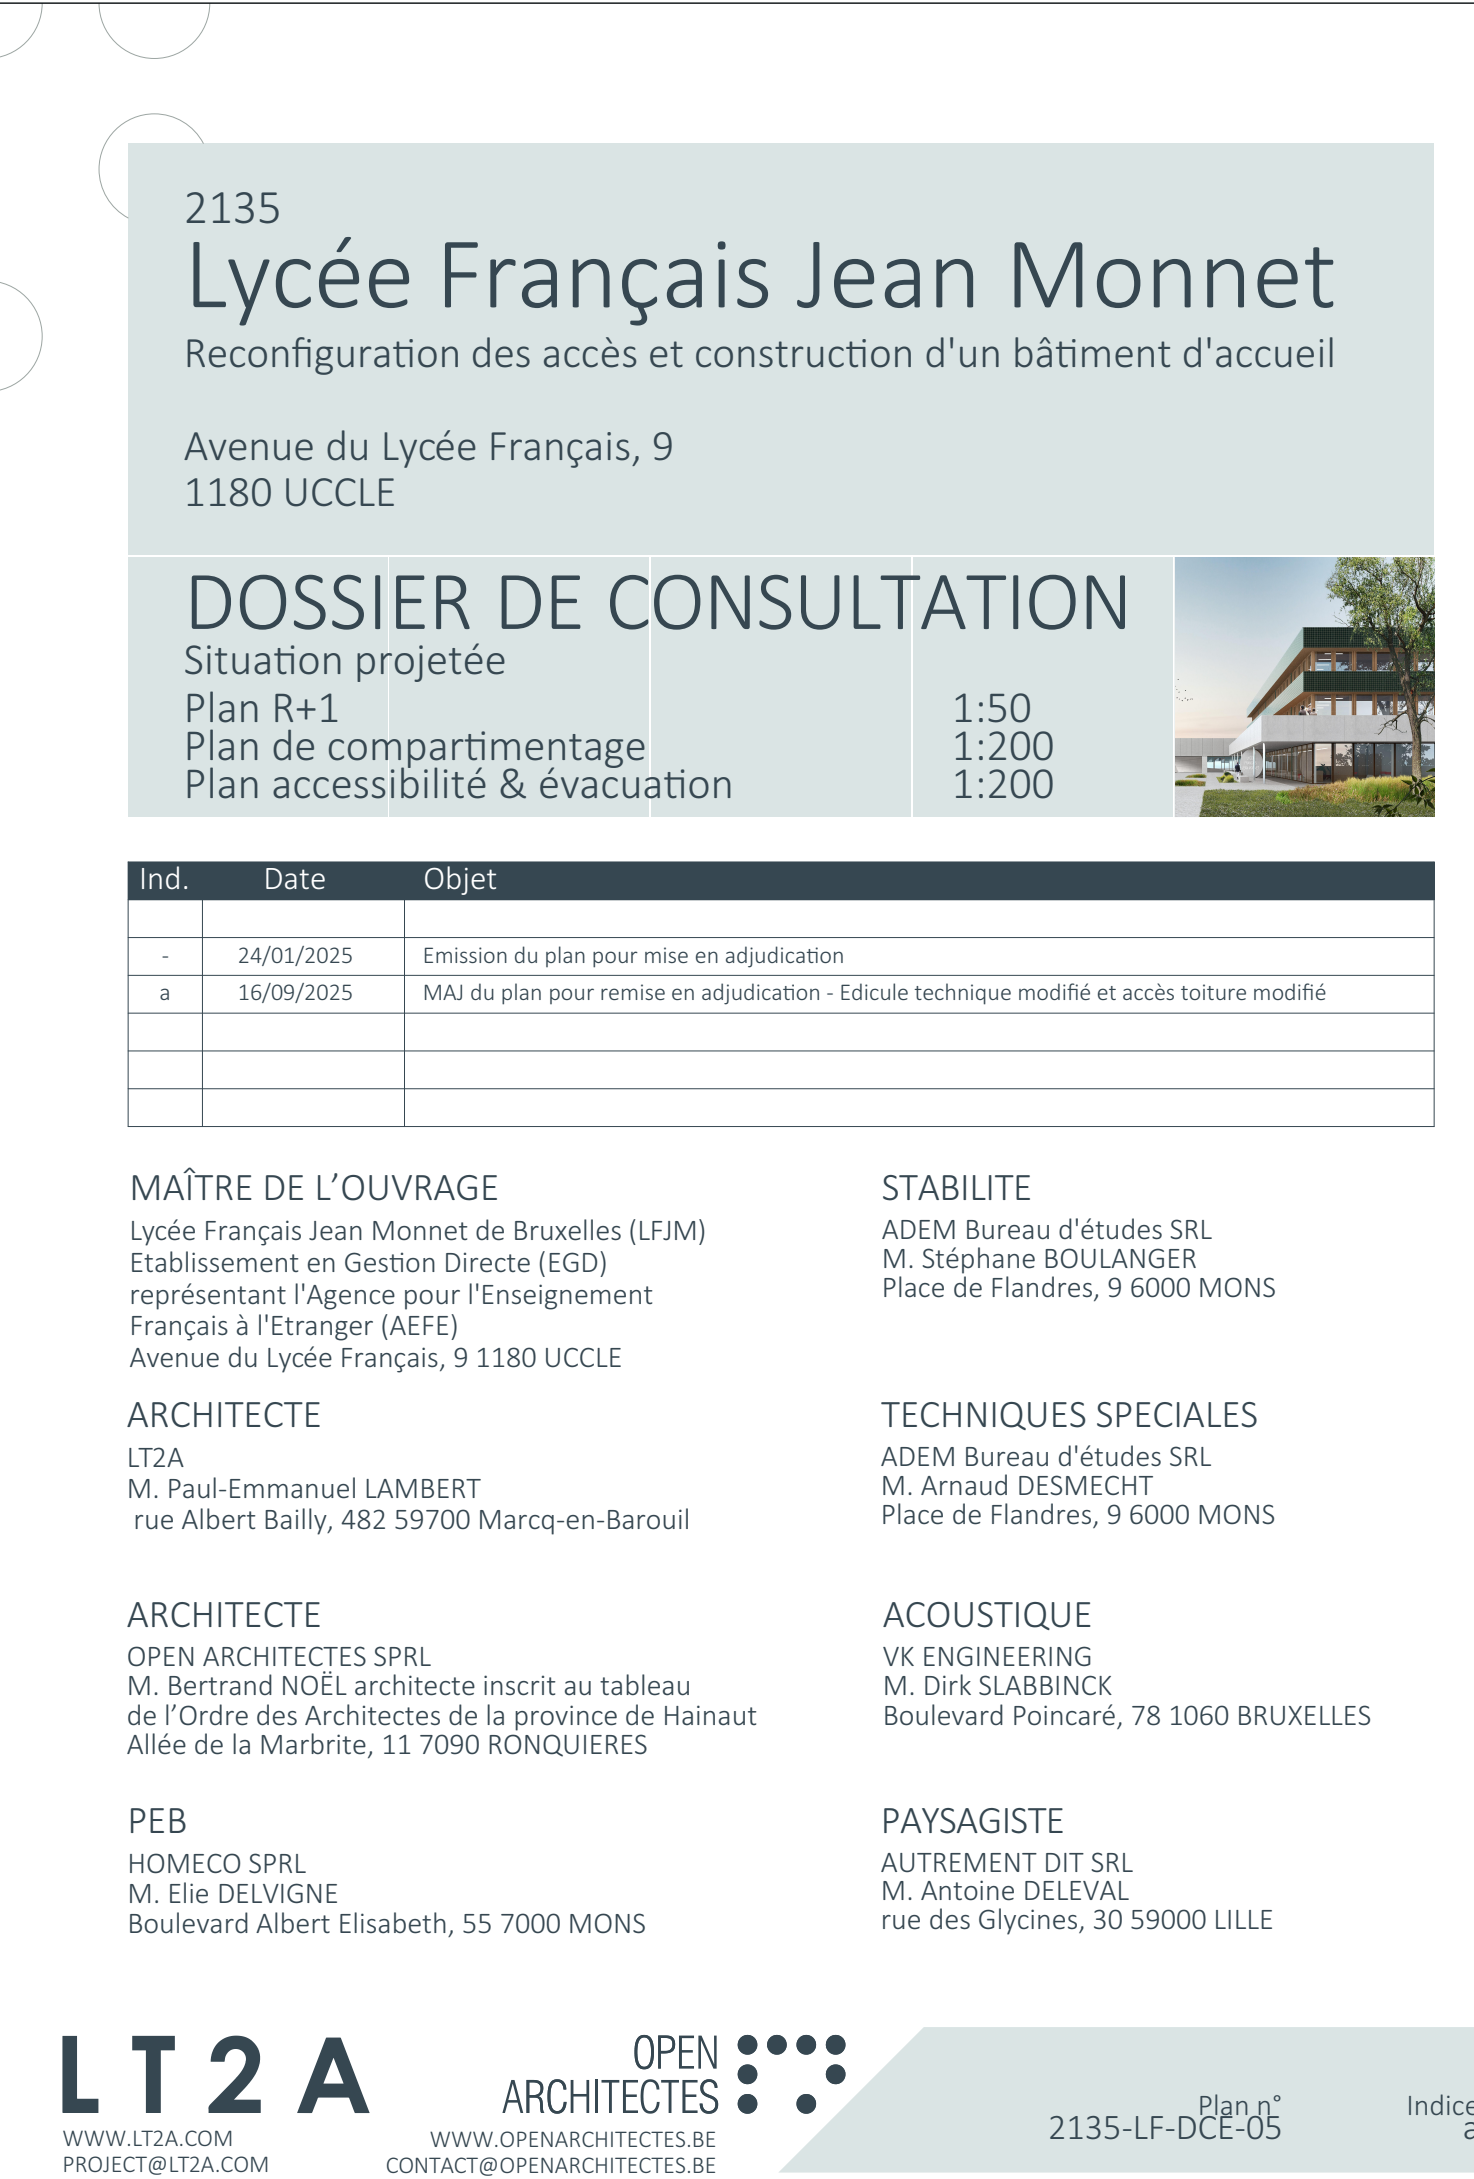 2135
Lycée Français Jean Monnet
Reconfiguration des accès et construction d'un bâtiment d'accueil
Avenue du Lycée Français, 9
1180 UCCLE
DOSSIER DE CONSULTATION
Situation projetée
Plan R+1 1:50
Plan de compartimentage 1:200
Plan accessibilité & évacuation 1:200
Ind. Date Objet
- 24/01/2025 Emission du plan pour mise en adjudication
a 16/09/2025 MAJ du plan pour remise en adjudication - Edicule technique modifié et accès toiture modifié
MAÎTRE DE L’OUVRAGE
Lycée Français Jean Monnet de Bruxelles (LFJM)
Etablissement en Gestion Directe (EGD)
représentant l'Agence pour l'Enseignement
Français à l'Etranger (AEFE)
Avenue du Lycée Français, 9 1180 UCCLE
STABILITE
ADEM Bureau d'études SRL
M. Stéphane BOULANGER
Place de Flandres, 9 6000 MONS
ARCHITECTE
LT2A
M. Paul-Emmanuel LAMBERT
rue Albert Bailly, 482 59700 Marcq-en-Barouil
TECHNIQUES SPECIALES
ADEM Bureau d'études SRL
M. Arnaud DESMECHT
Place de Flandres, 9 6000 MONS
ARCHITECTE
OPEN ARCHITECTES SPRL
M. Bertrand NOËL architecte inscrit au tableau
de l’Ordre des Architectes de la province de Hainaut
Allée de la Marbrite, 11 7090 RONQUIERES
ACOUSTIQUE
VK ENGINEERING
M. Dirk SLABBINCK
Boulevard Poincaré, 78 1060 BRUXELLES
PEB
HOMECO SPRL
M. Elie DELVIGNE
Boulevard Albert Elisabeth, 55 7000 MONS
PAYSAGISTE
AUTREMENT DIT SRL
M. Antoine DELEVAL
rue des Glycines, 30 59000 LILLE
LT2A
WWW.LT2A.COM
PROJECT@LT2A.COM
OPEN
ARCHITECTES
WWW.OPENARCHITECTES.BE
CONTACT@OPENARCHITECTES.BE
Plan n°
2135-LF-DCE-05
Indice
a